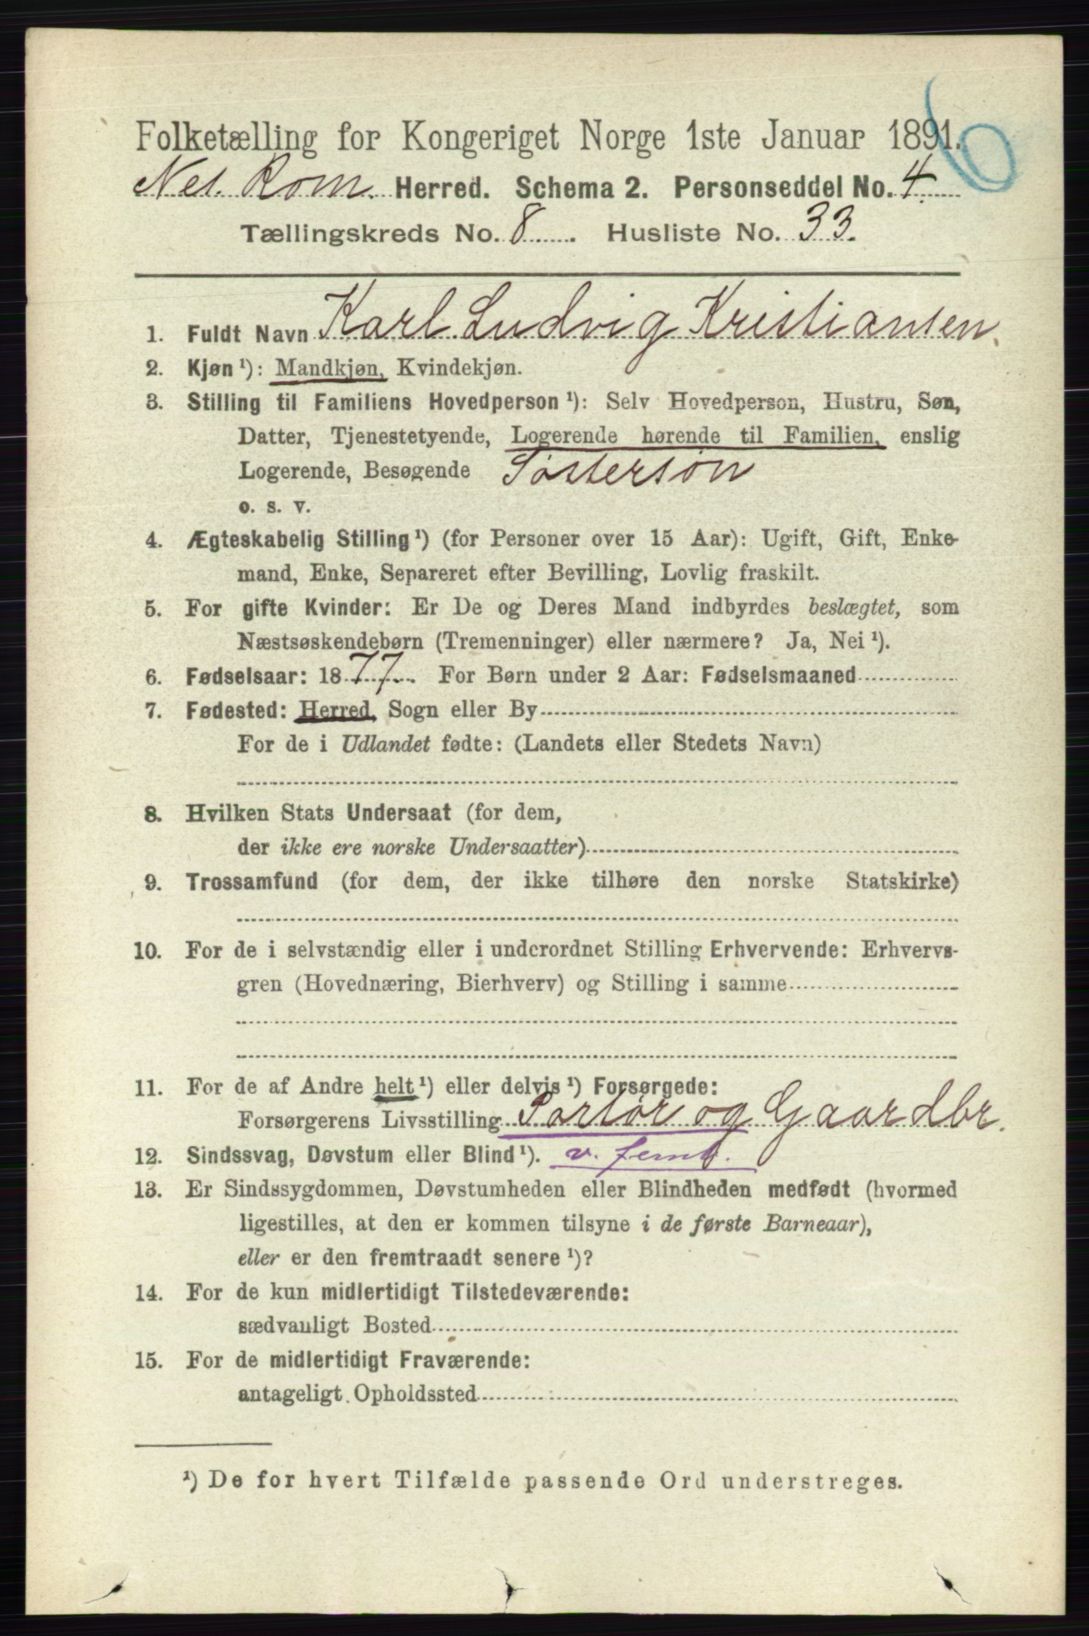 Folketælling for Kongeriget Norge 1ste Januar 1891.
6
Nes. Rom. Herred. Schema 2. Personseddel No. 4.
Tællingskreds No. 8. Husliste No. 33.
1. Fuldt Navn Karl Ludvig Kristiansen.
2. Kjøn ¹): Mandkjøn, Kvindekjøn.
3. Stilling til Familiens Hovedperson ¹): Selv Hovedperson, Hustru, Søn,
Datter, Tjenestetyende, Logerende hørende til Familien, enslig
Logerende, Besøgende Søstersøn
o. s. v.
4. Ægteskabelig Stilling ¹) (for Personer over 15 Aar): Ugift, Gift, Enke-
mand, Enke, Separeret efter Bevilling, Lovlig fraskilt.
5. For gifte Kvinder: Er De og Deres Mand indbyrdes beslægtet, som
Næstsøskendebørn (Tremenninger) eller nærmere? Ja, Nei ¹).
6. Fødselsaar: 1877. For Børn under 2 Aar: Fødselsmaaned
7. Fødested: Herred, Sogn eller By
For de i Udlandet fødte: (Landets eller Stedets Navn)
8. Hvilken Stats Undersaat (for dem,
der ikke ere norske Undersaatter)
9. Trossamfund (for dem, der ikke tilhøre den norske Statskirke)
10. For de i selvstændig eller i underordnet Stilling Erhvervende: Erhvervs-
gren (Hovednæring, Bierhverv) og Stilling i samme
11. For de af Andre helt ¹) eller delvis ¹) Forsørgede:
Forsørgerens Livsstilling Partør og Gaardbr.
12. Sindssvag, Døvstum eller Blind ¹). v. jernb.
13. Er Sindssygdommen, Døvstumheden eller Blindheden medfødt (hvormed
ligestilles, at den er kommen tilsyne i de første Barneaar),
eller er den fremtraadt senere ¹)?
14. For de kun midlertidigt Tilstedeværende:
sædvanligt Bosted
15. For de midlertidigt Fraværende:
antageligt Opholdssted
¹) De for hvert Tilfælde passende Ord understreges.